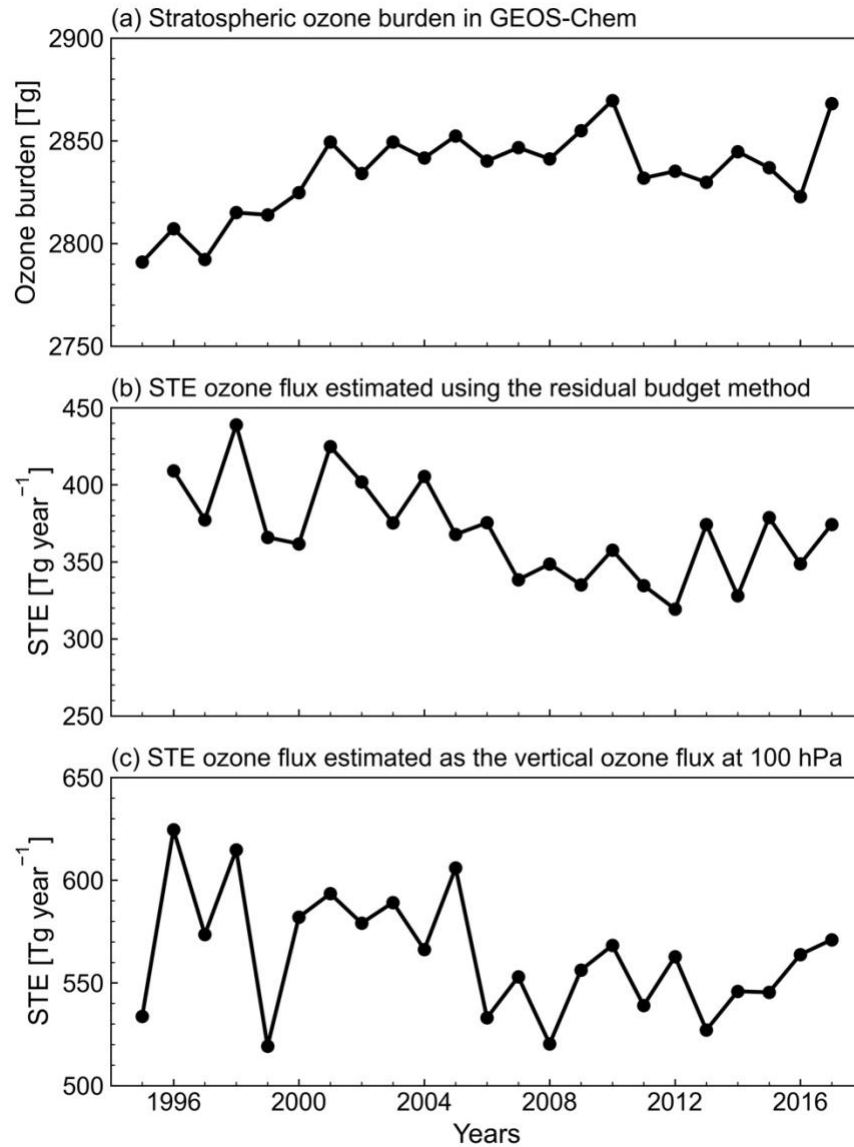 (a) Stratospheric ozone burden in GEOS-Chem
2900
2850
2800
2750
Ozone burden [Tg]
(b) STE ozone flux estimated using the residual budget method
450
400
350
300
250
STE [Tg year⁻¹]
(c) STE ozone flux estimated as the vertical ozone flux at 100 hPa
650
600
550
500
STE [Tg year⁻¹]
1996 2000 2004 2008 2012 2016
Years